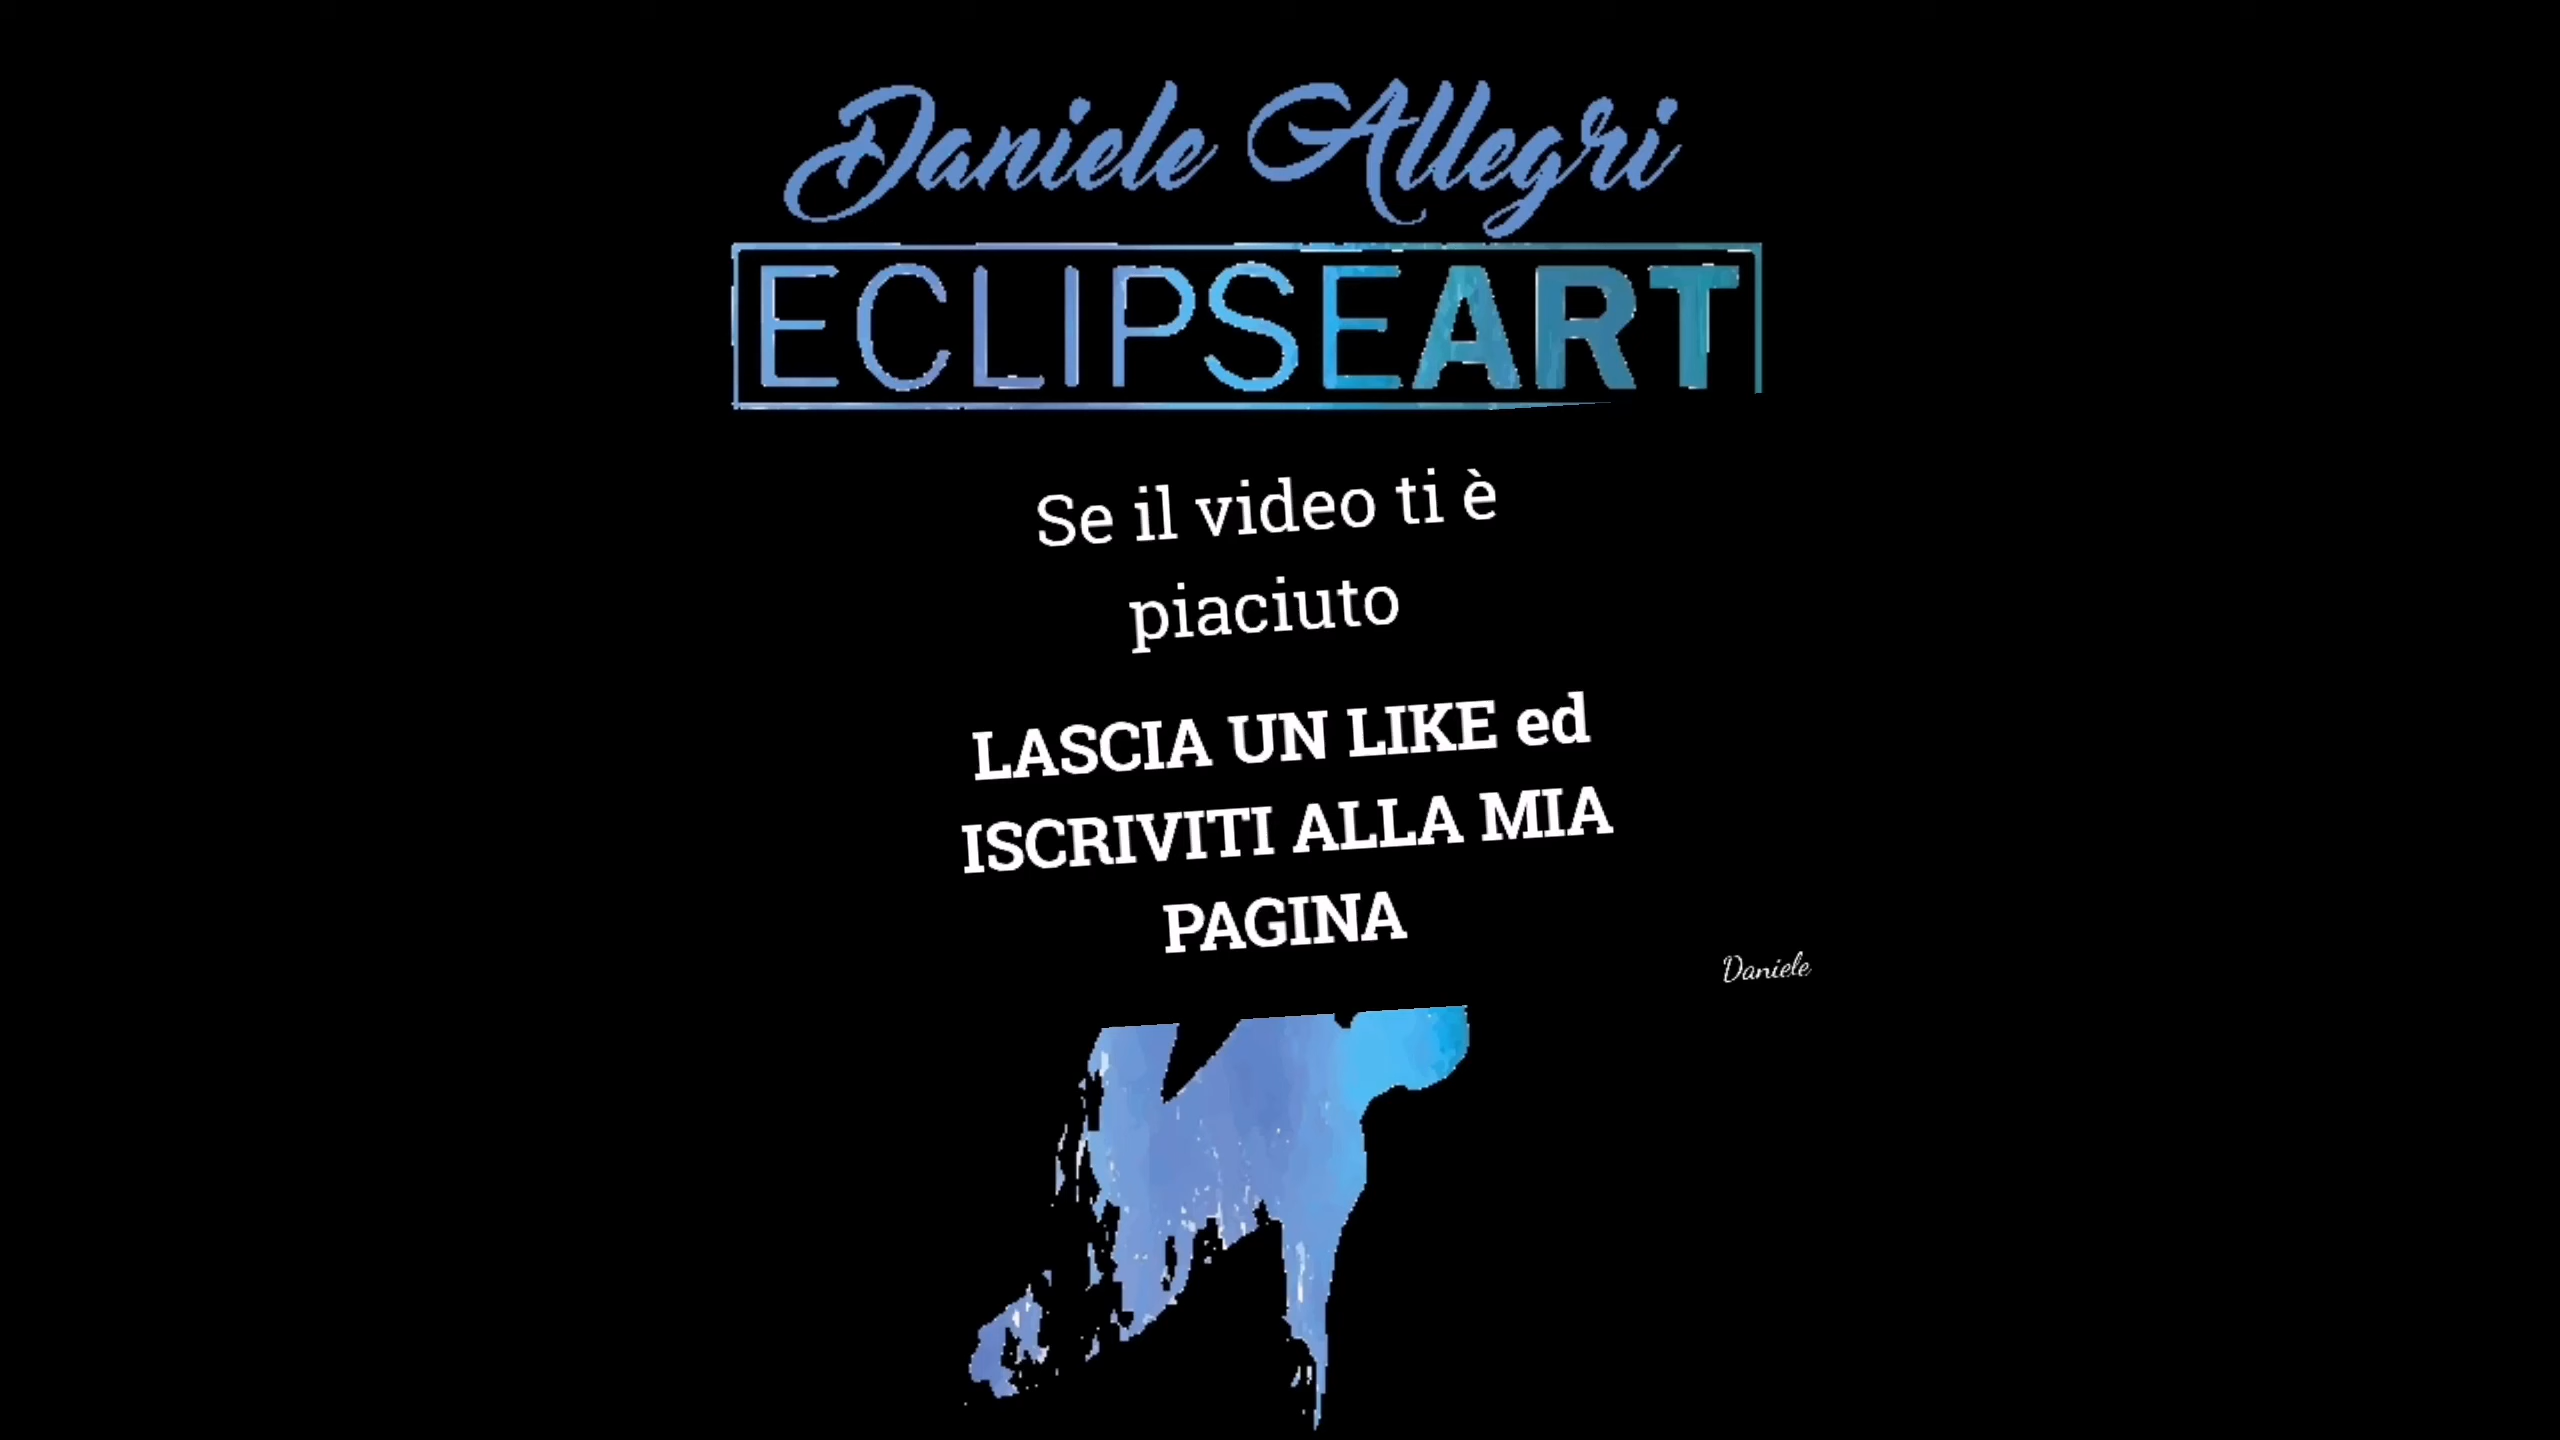 Daniele Allegri
ECLIPSEART
Se il video ti è
piaciuto
LASCIA UN LIKE ed
ISCRIVITI ALLA MIA
PAGINA
Daniele